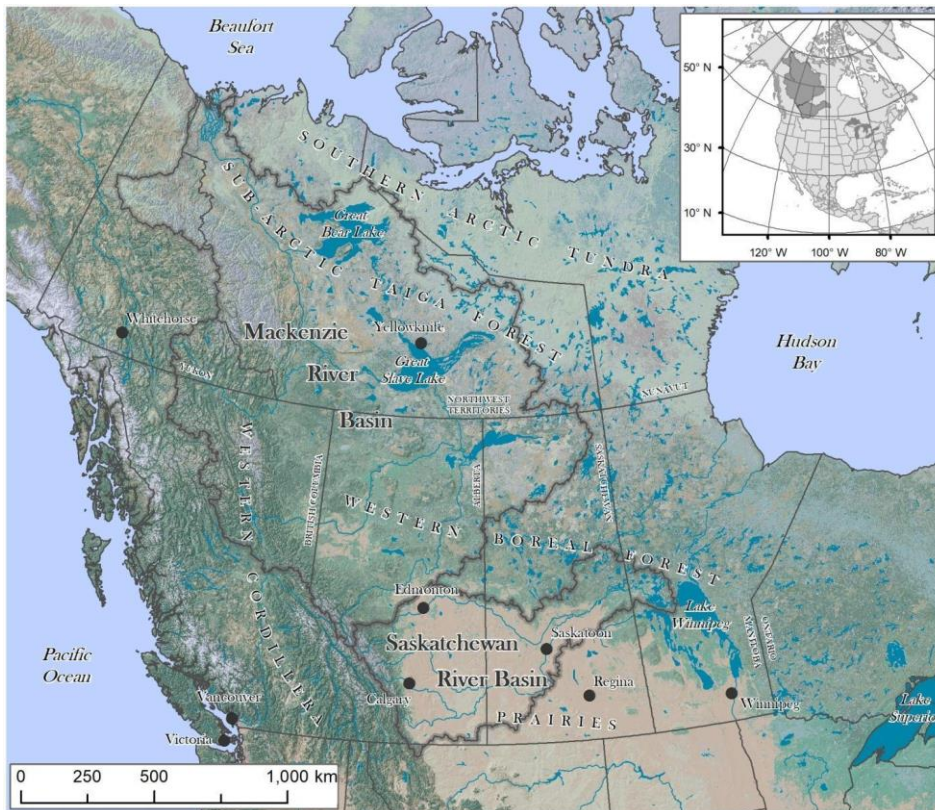 Beaufort
Sea
50° N
30° N
10° N
120° W
100° W
80° W
SOUTHERN ARCTIC TUNDRA
SUB-ARCTIC TAIGA FOREST
Great
Bear Lake
Whitehorse
Mackenzie
Yellowknife
Great
Slave Lake
River
Hudson
Bay
YUKON
NORTHWEST
TERRITORIES
NUNAVUT
Basin
WESTERN CORDILLERA
BRITISH COLUMBIA
ALBERTA
SASKATCHEWAN
WESTERN BOREAL FOREST
Edmonton
Lake
Winnipeg
MANITOBA
ONTARIO
Saskatchewan
Saskatoon
River Basin
Pacific
Ocean
Calgary
Regina
Winnipeg
Vancouver
PRAIRIES
Lake
Superior
Victoria
0 250 500 1,000 km